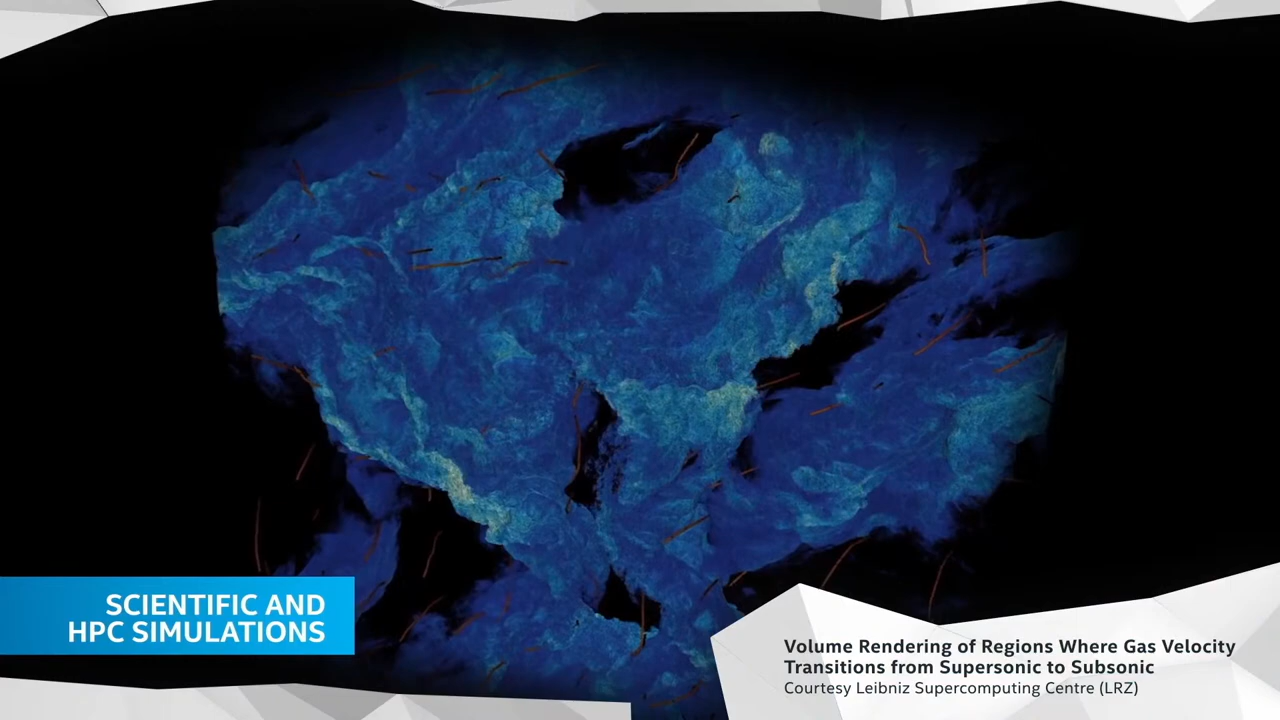 SCIENTIFIC AND
HPC SIMULATIONS
Volume Rendering of Regions Where Gas Velocity
Transitions from Supersonic to Subsonic
Courtesy Leibniz Supercomputing Centre (LRZ)